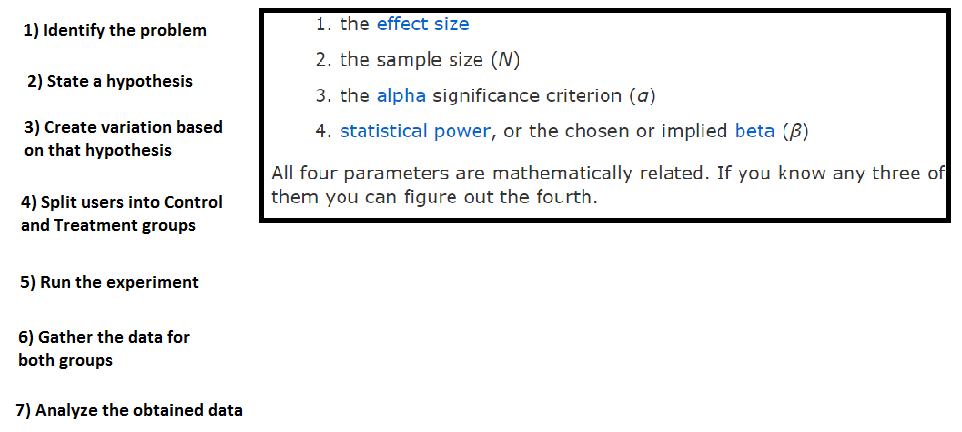 1) Identify the problem
2) State a hypothesis
3) Create variation based
on that hypothesis
4) Split users into Control
and Treatment groups
5) Run the experiment
6) Gather the data for
both groups
7) Analyze the obtained data
1. the effect size
2. the sample size (N)
3. the alpha significance criterion (α)
4. statistical power, or the chosen or implied beta (β)
All four parameters are mathematically related. If you know any three of
them you can figure out the fourth.